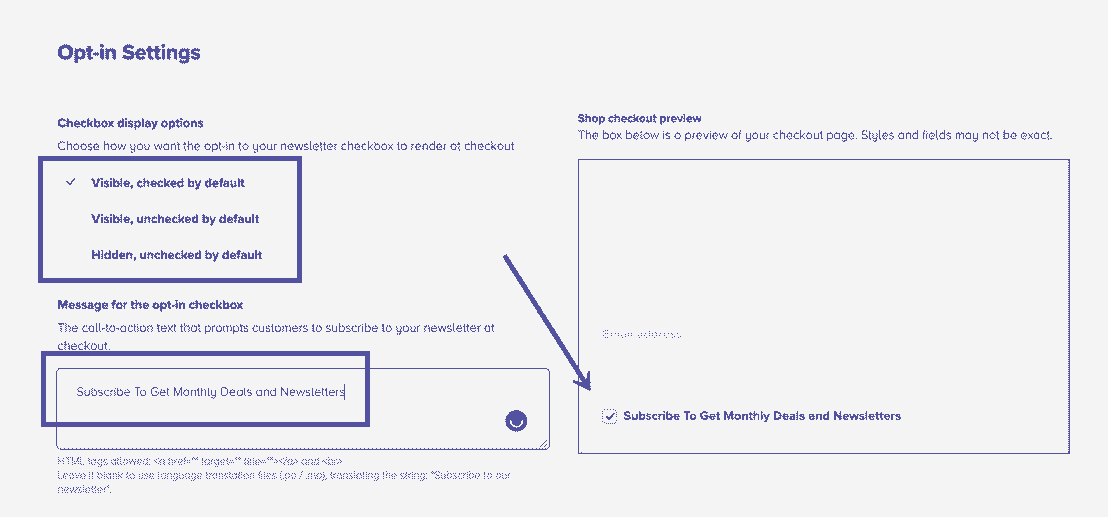 Opt-in Settings
Checkbox display options
Choose how you want the opt-in to your newsletter checkbox to render at checkout
Visible, checked by default
Visible, unchecked by default
Hidden, unchecked by default
Message for the opt-in checkbox
The call-to-action text that prompts customers to subscribe to your newsletter at
checkout.
Subscribe To Get Monthly Deals and Newsletters
HTML tags allowed: <a href="" target="" title=""></a> and <br>
Leave it blank to use language translation files (.po / .mo), translating the string: "Subscribe to our
newsletter".
Shop checkout preview
The box below is a preview of your checkout page. Styles and fields may not be exact.
Email address
Subscribe To Get Monthly Deals and Newsletters